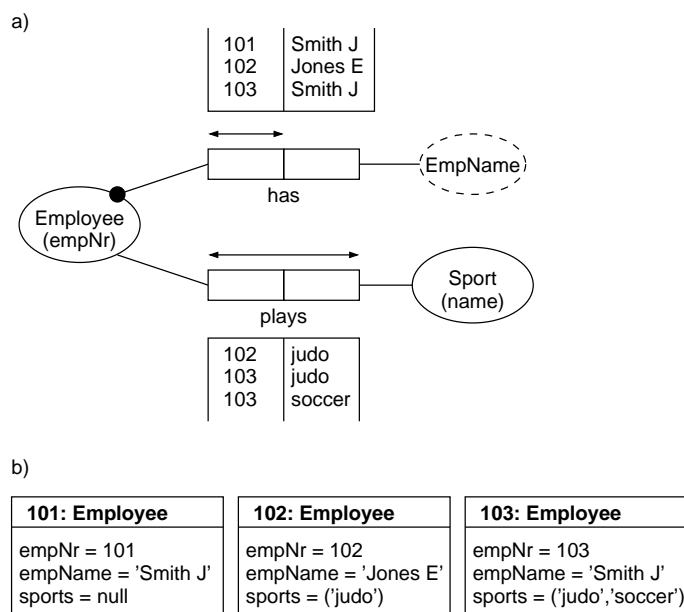 a)
101 Smith J
102 Jones E
103 Smith J
EmpName
has
Employee
(empNr)
Sport
(name)
plays
102 judo
103 judo
103 soccer
b)
101: Employee
empNr = 101
empName = ’Smith J’
sports = null
102: Employee
empNr = 102
empName = ’Jones E’
sports = (’judo’)
103: Employee
empNr = 103
empName = ’Smith J’
sports = (’judo’,’soccer’)